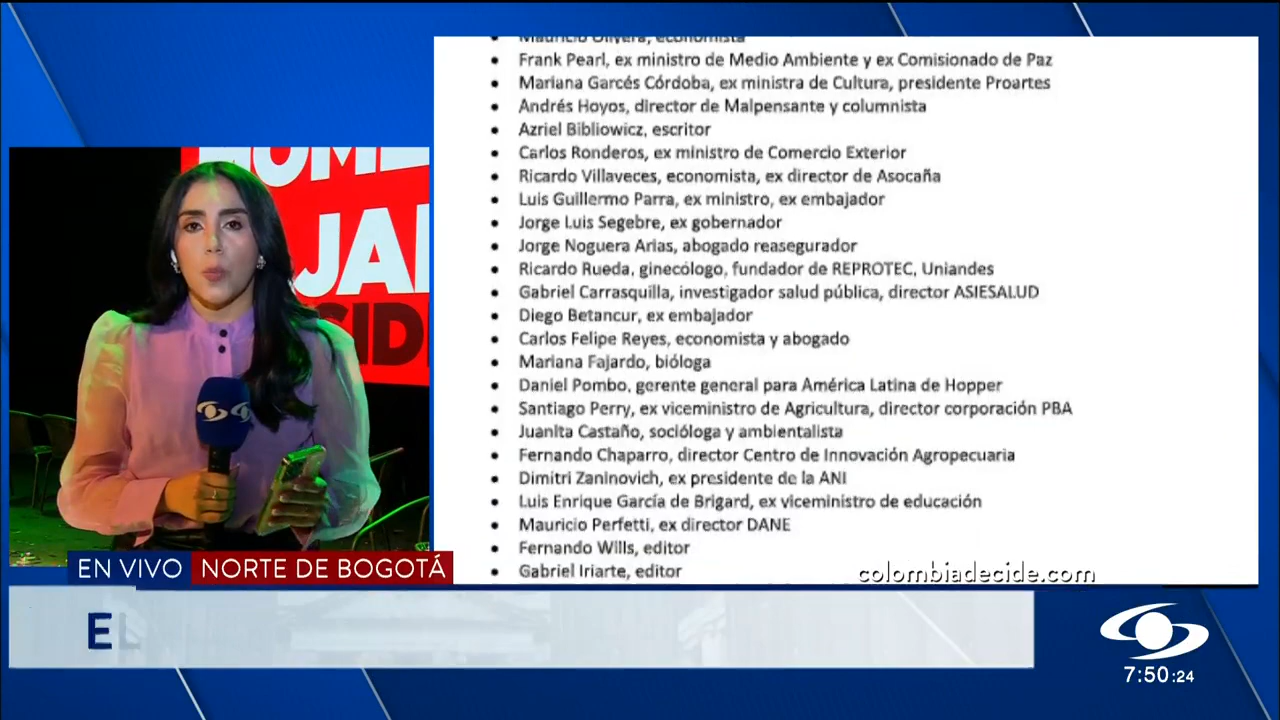 Mauricio Olivera, economista
Frank Pearl, ex ministro de Medio Ambiente y ex Comisionado de Paz
Mariana Garcés Córdoba, ex ministra de Cultura, presidente Proartes
Andrés Hoyos, director de Malpensante y columnista
Azriel Bibliowicz, escritor
Carlos Ronderos, ex ministro de Comercio Exterior
Ricardo Villaveces, economista, ex director de Asocaña
Luis Guillermo Parra, ex ministro, ex embajador
Jorge Luis Segebre, ex gobernador
Jorge Noguera Arias, abogado reasegurador
Ricardo Rueda, ginecólogo, fundador de REPROTEC, Uniandes
Gabriel Carrasquilla, investigador salud pública, director ASIESALUD
Diego Betancur, ex embajador
Carlos Felipe Reyes, economista y abogado
Mariana Fajardo, bióloga
Daniel Pombo, gerente general para América Latina de Hopper
Santiago Perry, ex viceministro de Agricultura, director corporación PBA
Juanita Castaño, socióloga y ambientalista
Fernando Chaparro, director Centro de Innovación Agropecuaria
Dimitri Zaninovich, ex presidente de la ANI
Luis Enrique García de Brigard, ex viceministro de educación
Mauricio Perfetti, ex director DANE
Fernando Wills, editor
Gabriel Iriarte, editor
colombiadecide.com
HOME
JAI
SIDE
EN VIVO NORTE DE BOGOTÁ
EL
7:50:24